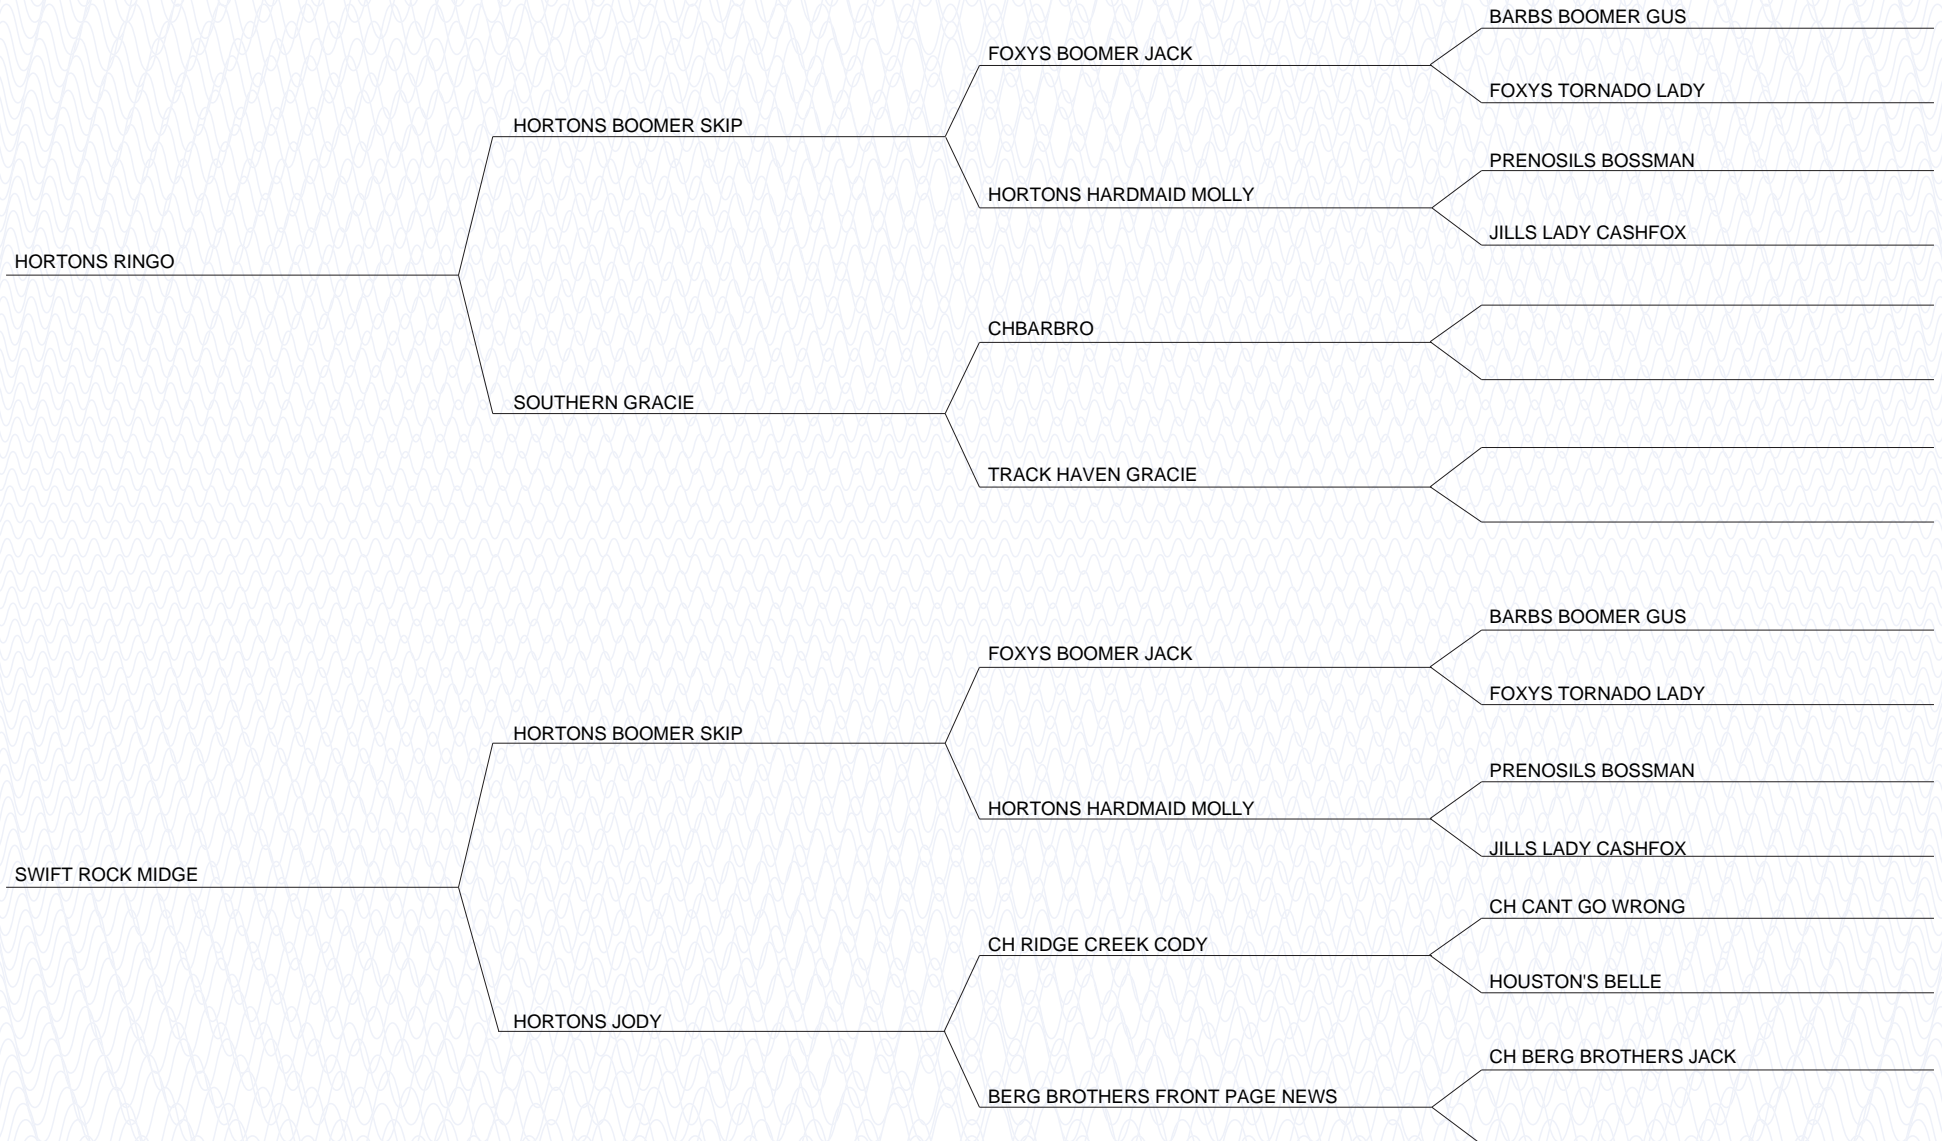 BARBS BOOMER GUS
FOXYS BOOMER JACK
FOXYS TORNADO LADY
HORTONS BOOMER SKIP
PRENOSILS BOSSMAN
HORTONS HARDMAID MOLLY
JILLS LADY CASHFOX
HORTONS RINGO
CHBARBRO
SOUTHERN GRACIE
TRACK HAVEN GRACIE
BARBS BOOMER GUS
FOXYS BOOMER JACK
FOXYS TORNADO LADY
HORTONS BOOMER SKIP
PRENOSILS BOSSMAN
HORTONS HARDMAID MOLLY
JILLS LADY CASHFOX
SWIFT ROCK MIDGE
CH CANT GO WRONG
CH RIDGE CREEK CODY
HOUSTON'S BELLE
HORTONS JODY
CH BERG BROTHERS JACK
BERG BROTHERS FRONT PAGE NEWS